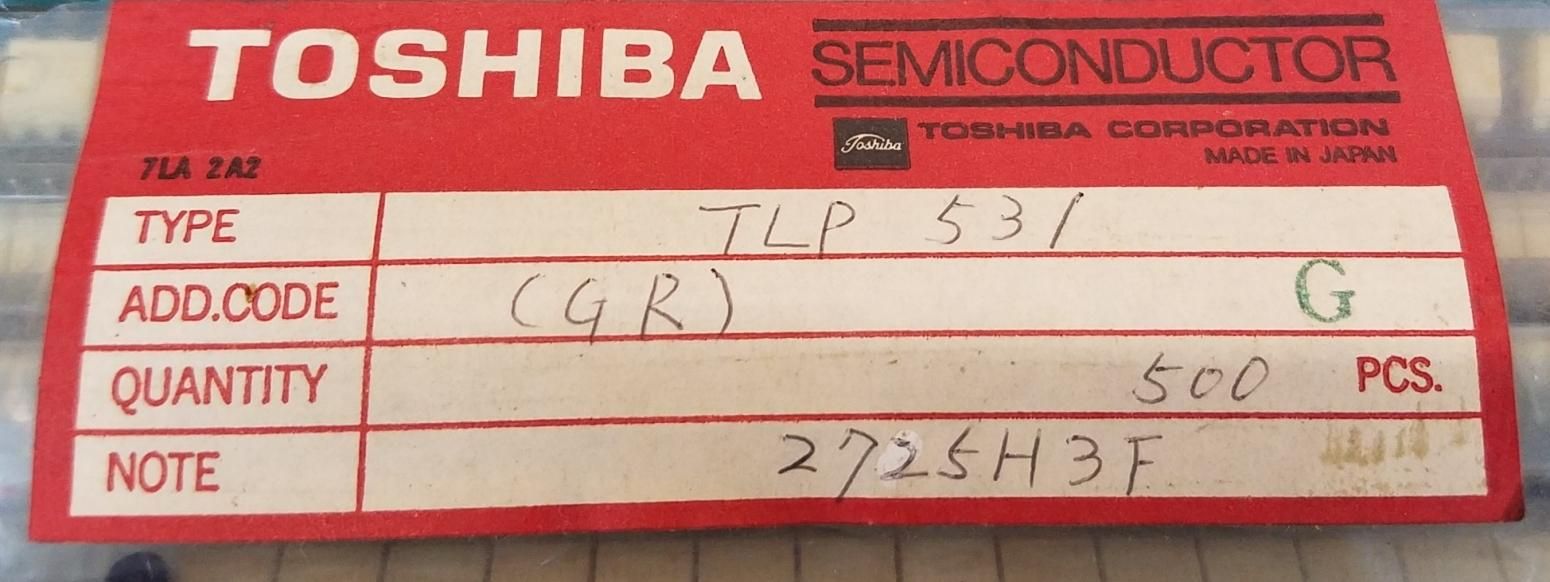 TOSHIBA
SEMICONDUCTOR
Toshiba TOSHIBA CORPORATION
MADE IN JAPAN
7LA 2A2
TYPE TLP 531
ADD.CODE (GR) G
QUANTITY 500 PCS.
NOTE 2725H3F